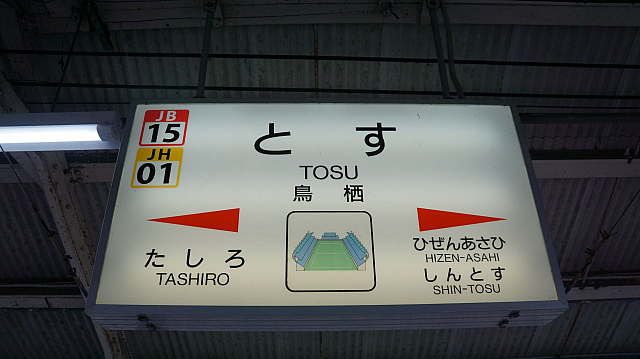 JB
15
JH
01
とす
TOSU
鳥栖
たしろ
TASHIRO
ひぜんあさひ
HIZEN-ASAHI
しんとす
SHIN-TOSU